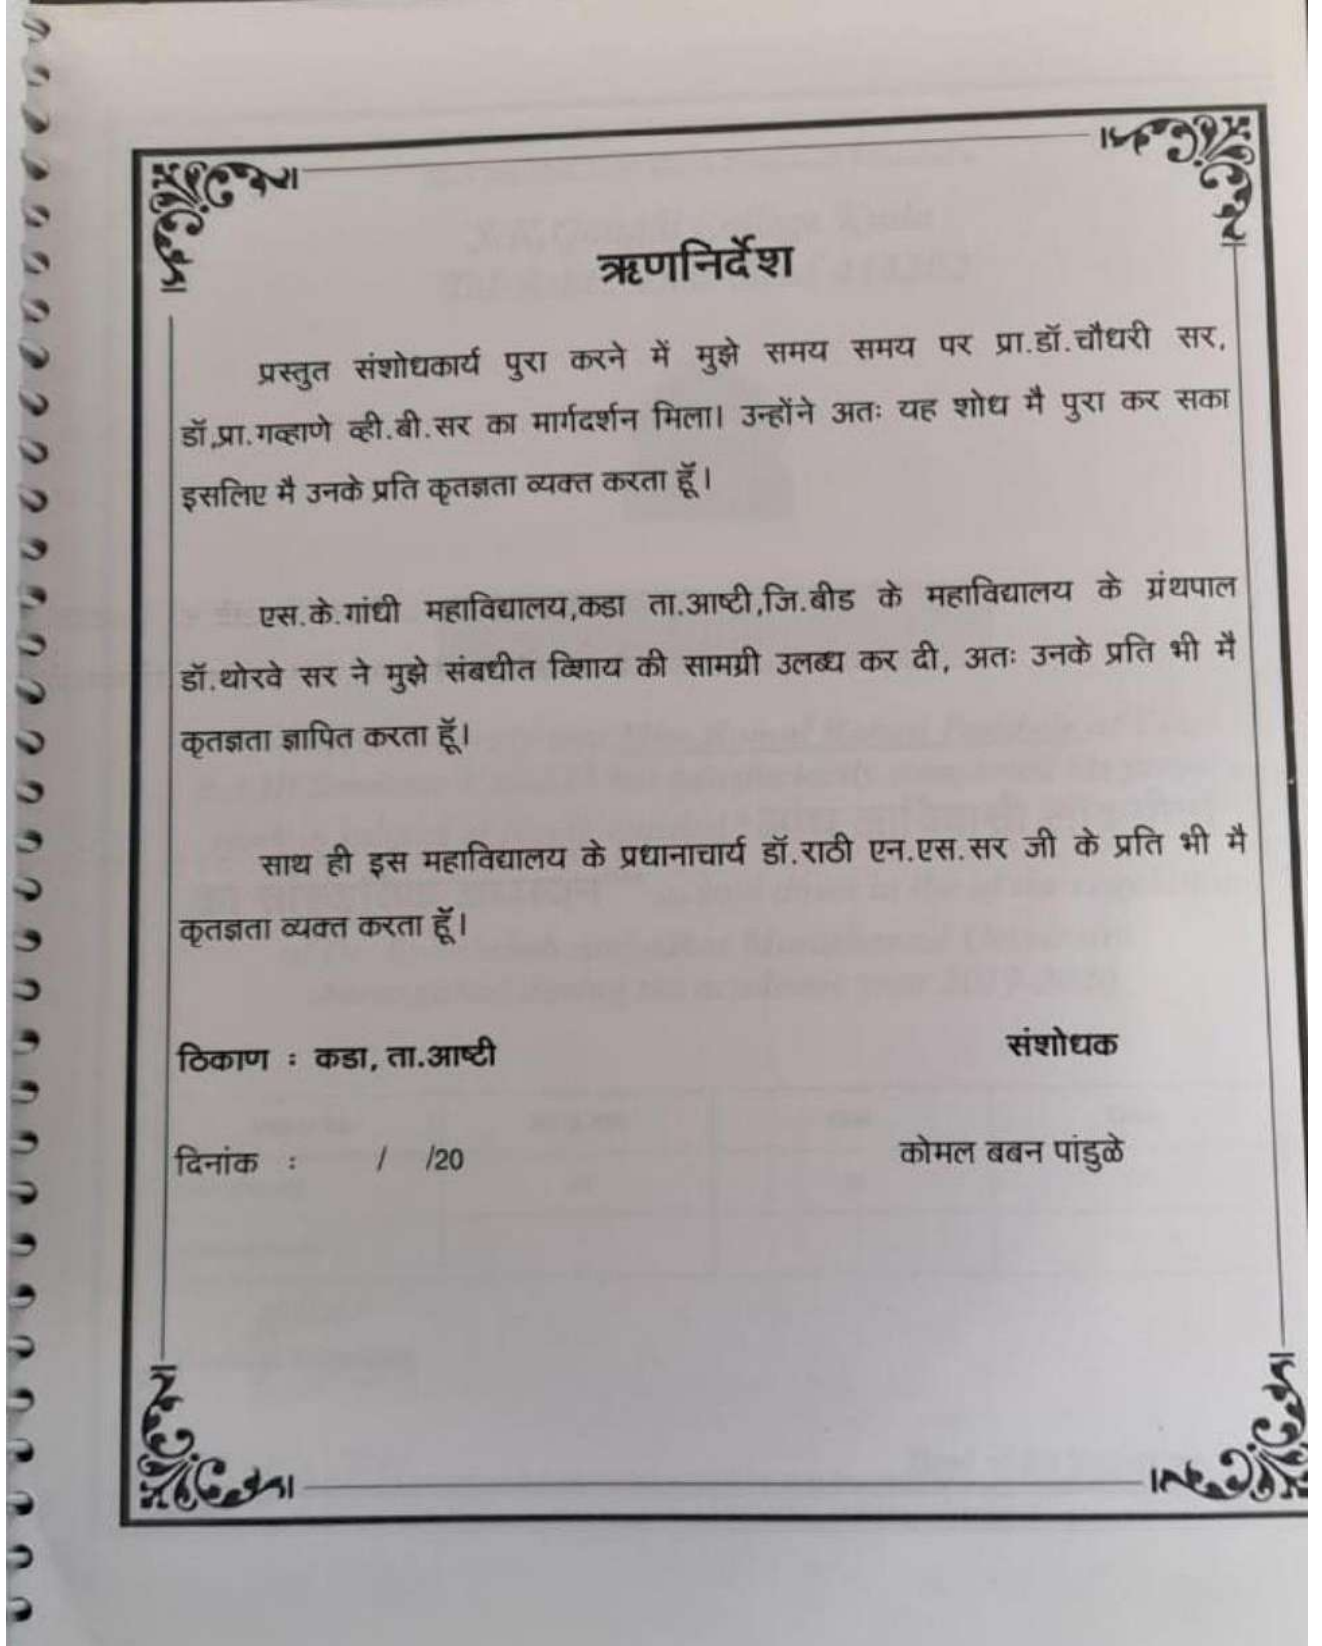 ऋणनिर्देश
प्रस्तुत संशोधकार्य पुरा करने में मुझे समय समय पर प्रा.डॉ.चौधरी सर,
डॉ,प्रा.गव्हाणे व्ही.बी.सर का मार्गदर्शन मिला। उन्होंने अतः यह शोध मै पुरा कर सका
इसलिए मै उनके प्रति कृतज्ञता व्यक्त करता हूॅं।
एस.के.गांधी महाविद्यालय,कडा ता.आष्टी,जि.बीड के महाविद्यालय के ग्रंथपाल
डॉ.थोरवे सर ने मुझे संबधीत विशाय की सामग्री उलब्ध कर दी, अतः उनके प्रति भी मै
कृतज्ञता ज्ञापित करता हूॅं।
साथ ही इस महाविद्यालय के प्रधानाचार्य डॉ.राठी एन.एस.सर जी के प्रति भी मै
कृतज्ञता व्यक्त करता हूॅं।
ठिकाण : कडा, ता.आष्टी संशोधक
दिनांक : / /20 कोमल बबन पांडुळे